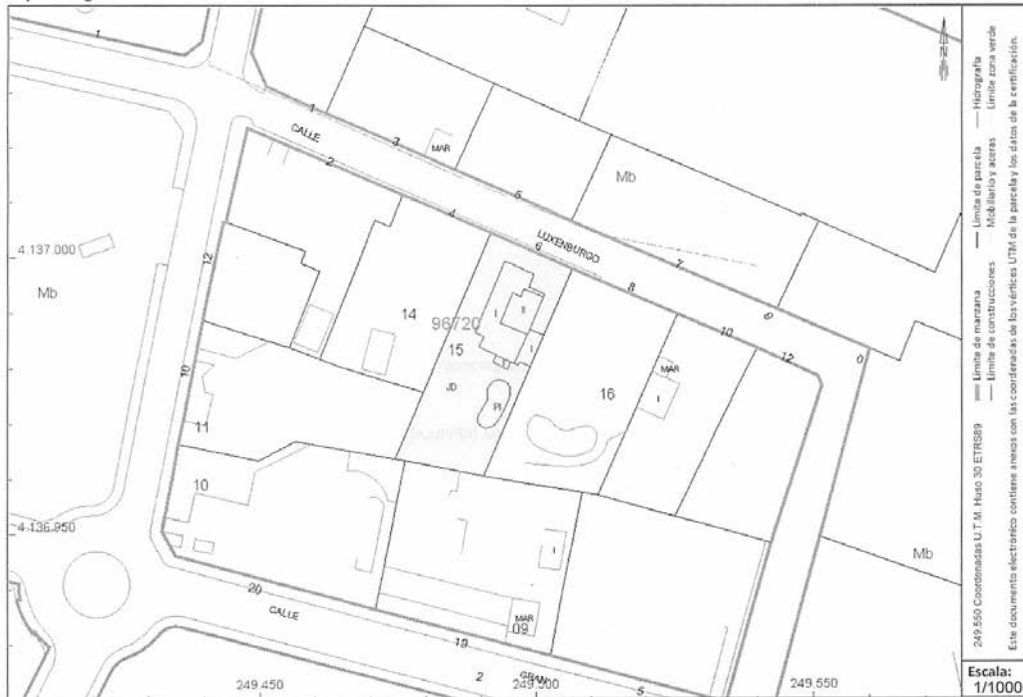 1
N
1
CALLE
3
2
MAR
5
Mb
4
LUXENBURGO
6
7
4.137.000
12
Mb
8
9
14
96720
I
II
10
15
I
12
0
10
JD
16
MAR
I
PI
11
10
4.136.950
I
Mb
20
CALLE
MAR
09
19
2
GRAN
5
249.450
249.500
249.550
249.550 Coordenadas U.T.M. Huso 30 ETRS89
Límite de manzana
Límite de parcela
Hidrografía
Límite de construcciones
Mobiliario y aceras
Límite zona verde
Este documento electrónico contiene anexos con las coordenadas de los vértices UTM de la parcela y los datos de la certificación.
Escala:
1/1000